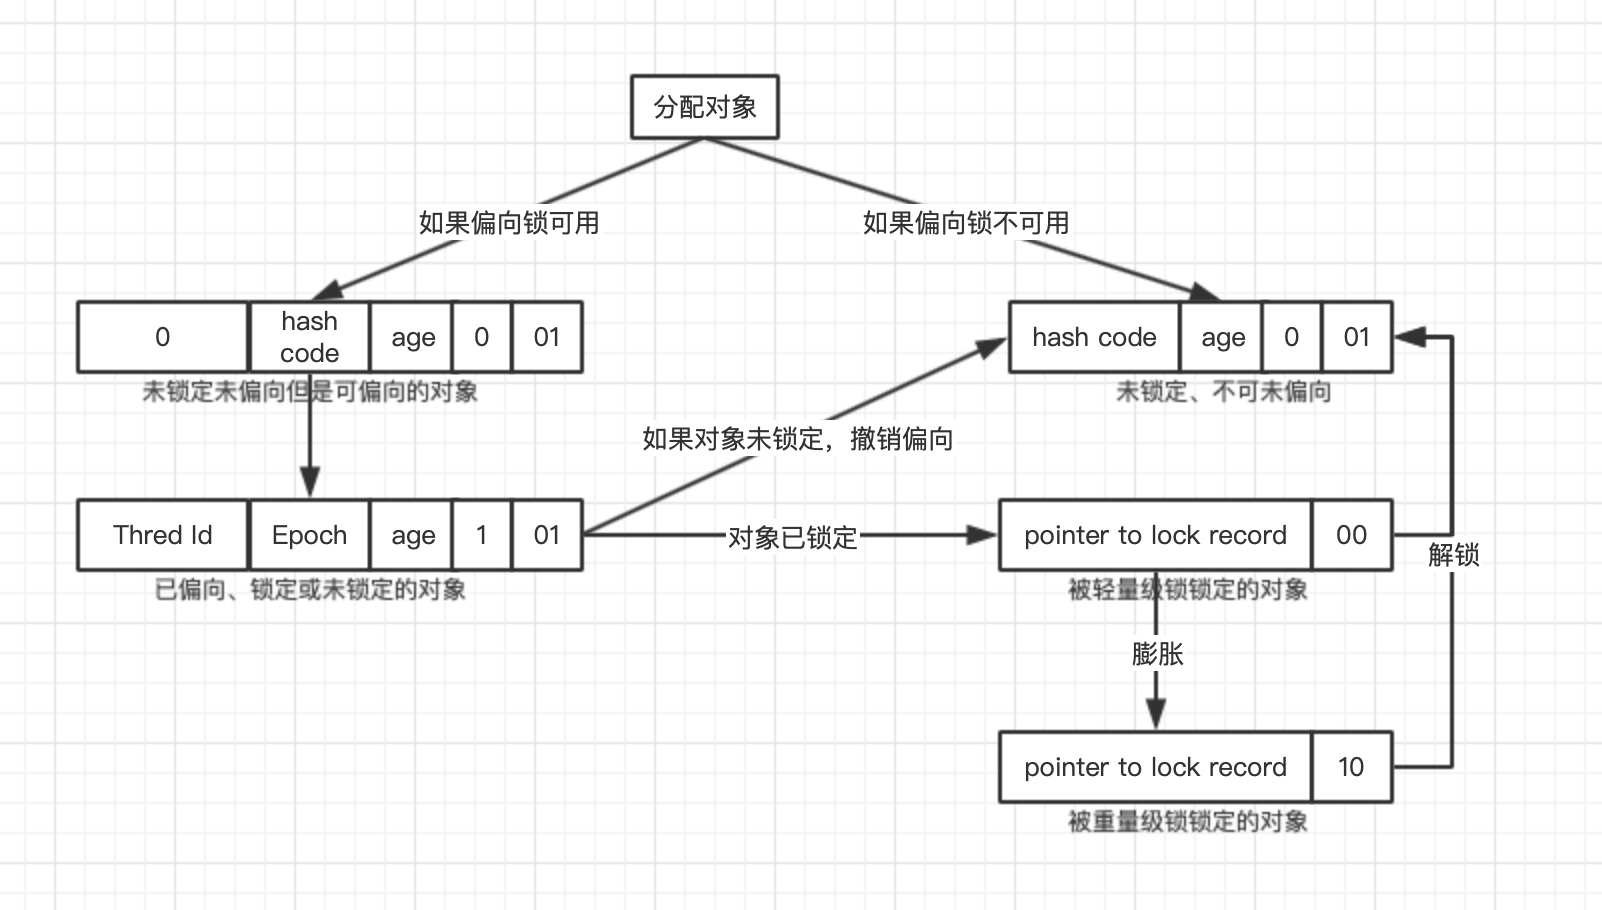 分配对象
如果偏向锁可用
如果偏向锁不可用
0
hash
code
age
0
01
hash code
age
0
01
未锁定未偏向但是可偏向的对象
未锁定、不可未偏向
如果对象未锁定，撤销偏向
Thred Id
Epoch
age
1
01
对象已锁定
pointer to lock record
00
解锁
已偏向、锁定或未锁定的对象
被轻量级锁锁定的对象
膨胀
pointer to lock record
10
被重量级锁锁定的对象